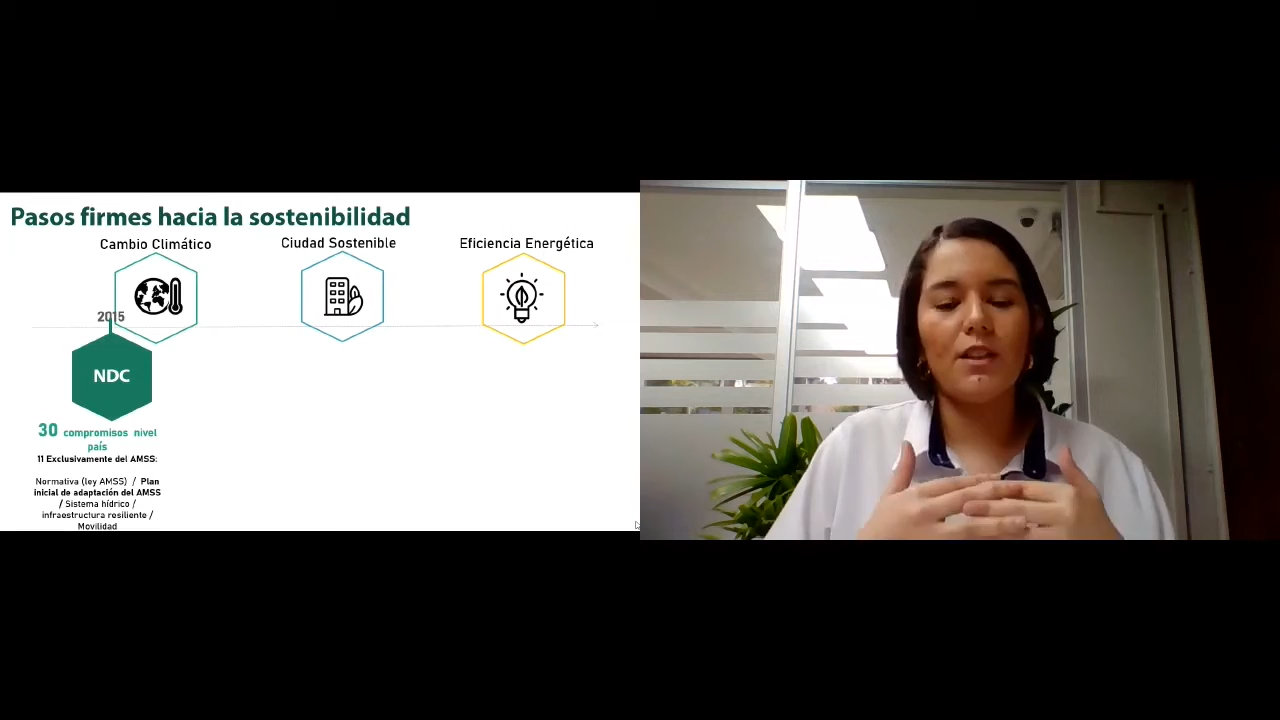 Pasos firmes hacia la sostenibilidad
Cambio Climático
Ciudad Sostenible
Eficiencia Energética
2015
NDC
30 compromisos nivel
país
11 Exclusivamente del AMSS:
Normativa (ley AMSS) / Plan
inicial de adaptación del AMSS
/ Sistema hídrico /
infraestructura resiliente /
Movilidad